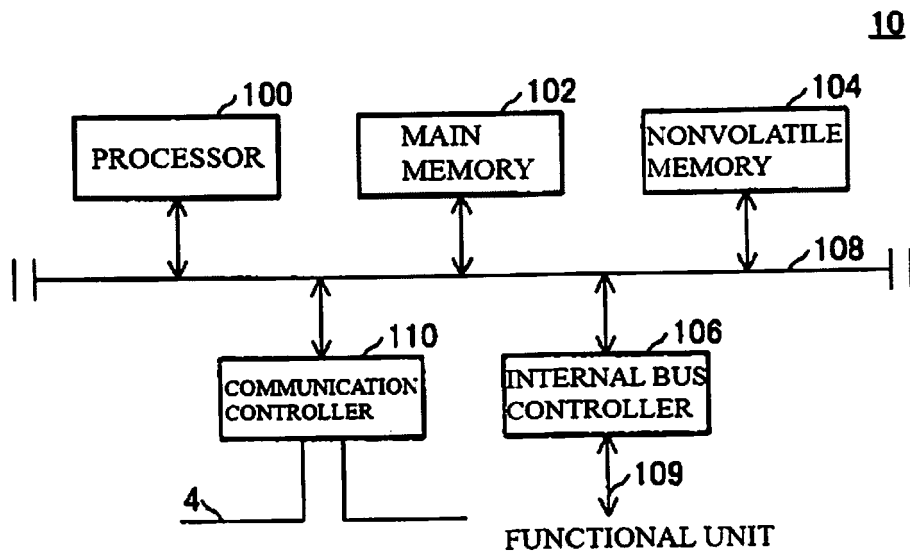 10
100
102
104
PROCESSOR
MAIN
MEMORY
NONVOLATILE
MEMORY
108
110
106
COMMUNICATION
CONTROLLER
INTERNAL BUS
CONTROLLER
109
4
FUNCTIONAL UNIT